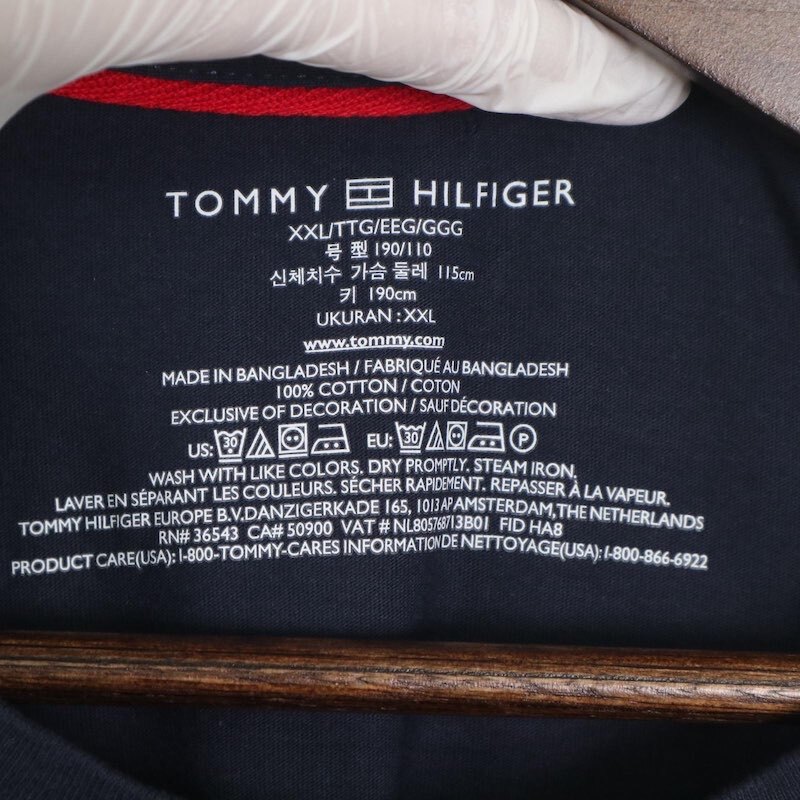 TOMMY HILFIGER
XXL/TTG/EEG/GGG
号 型 190/110
신체치수 가슴 둘레 115cm
키 190cm
UKURAN : XXL
www.tommy.com
MADE IN BANGLADESH / FABRIQUÉ AU BANGLADESH
100% COTTON / COTON
EXCLUSIVE OF DECORATION / SAUF DÉCORATION
US: 30 EU: 30 P
WASH WITH LIKE COLORS. DRY PROMPTLY. STEAM IRON.
LAVER EN SÉPARANT LES COULEURS. SÉCHER RAPIDEMENT. REPASSER À LA VAPEUR.
TOMMY HILFIGER EUROPE B.V. DANZIGERKADE 165, 1013 AP AMSTERDAM, THE NETHERLANDS
RN# 36543 CA# 50900 VAT # NL805768713B01 FID HA8
PRODUCT CARE(USA): 1-800-TOMMY-CARES INFORMATION DE NETTOYAGE(USA): 1-800-866-6922